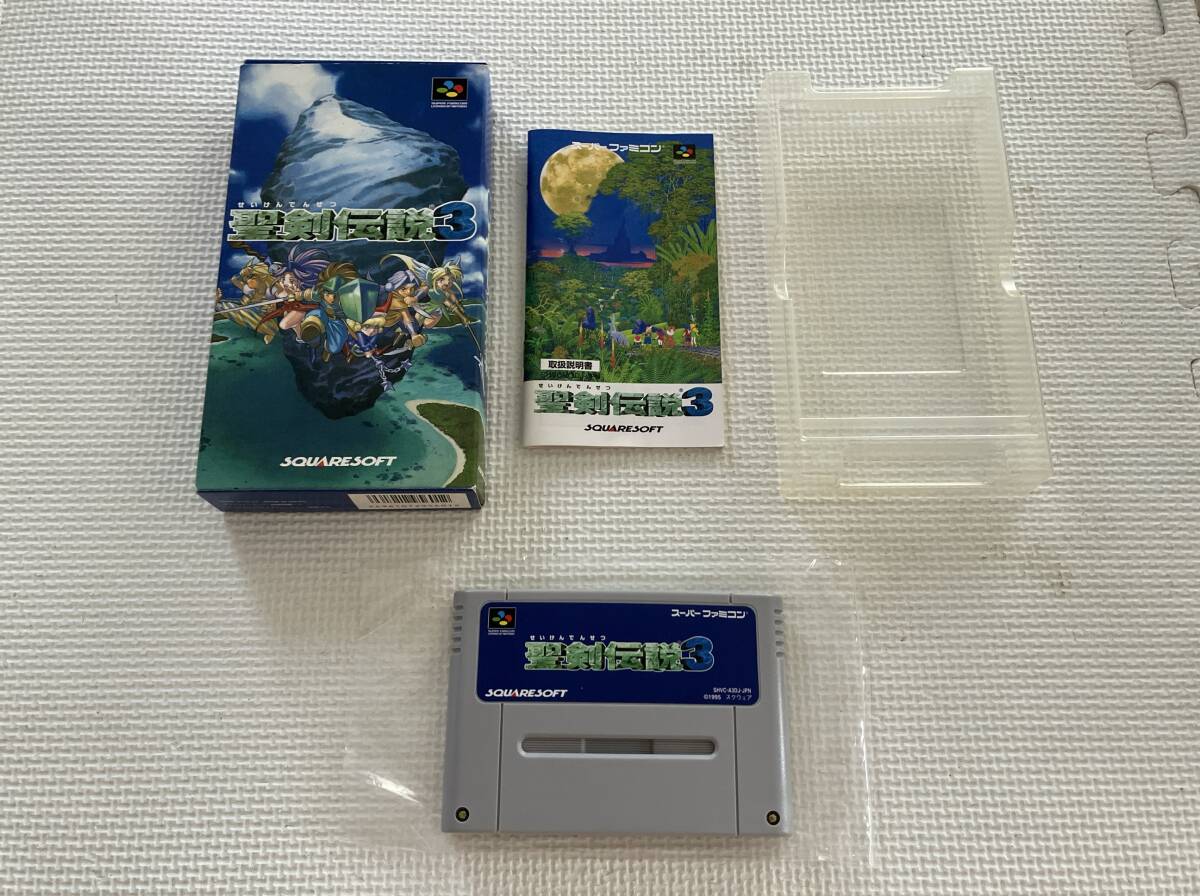 SUPER FAMICOM
せいけんでんせつ
聖剣伝説3
SQUARESOFT
スーパーファミコン
取扱説明書
せいけんでんせつ
聖剣伝説3
SQUARESOFT
スーパーファミコン
せいけんでんせつ
聖剣伝説3
SQUARESOFT
SHVC-A3DJ-JPN
©1995 スクウェア